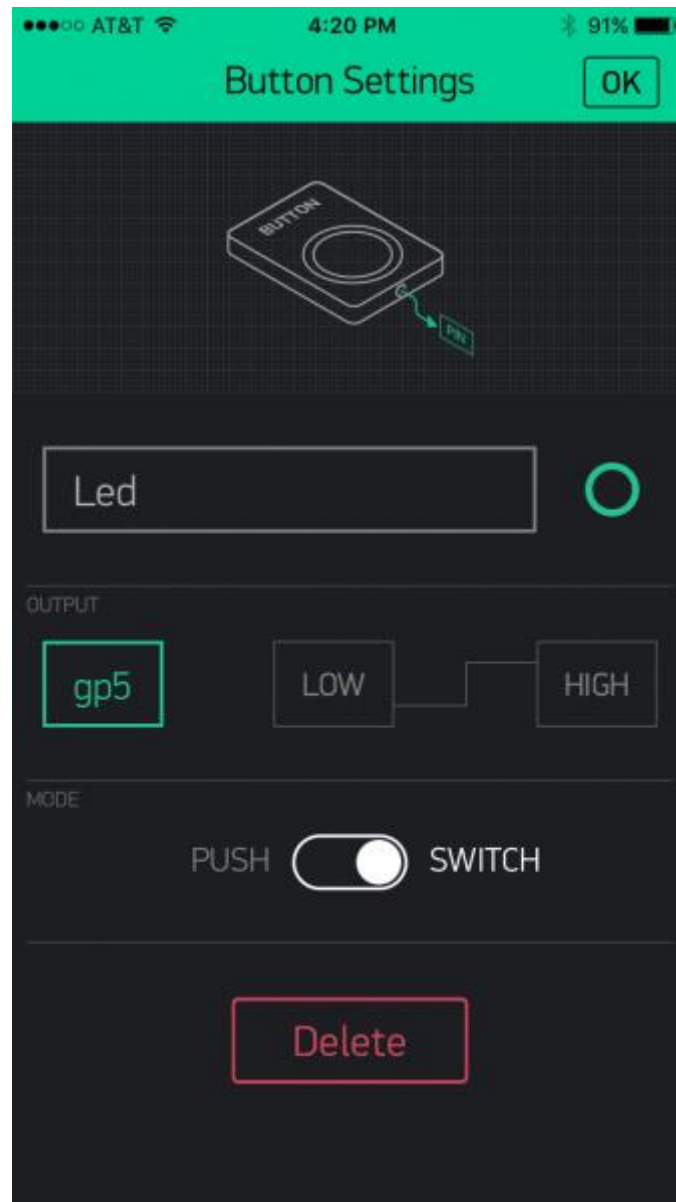 AT&T 4:20 PM 91%
Button Settings OK
BUTTON
PIN
Led
OUTPUT
gp5 LOW HIGH
MODE
PUSH SWITCH
Delete